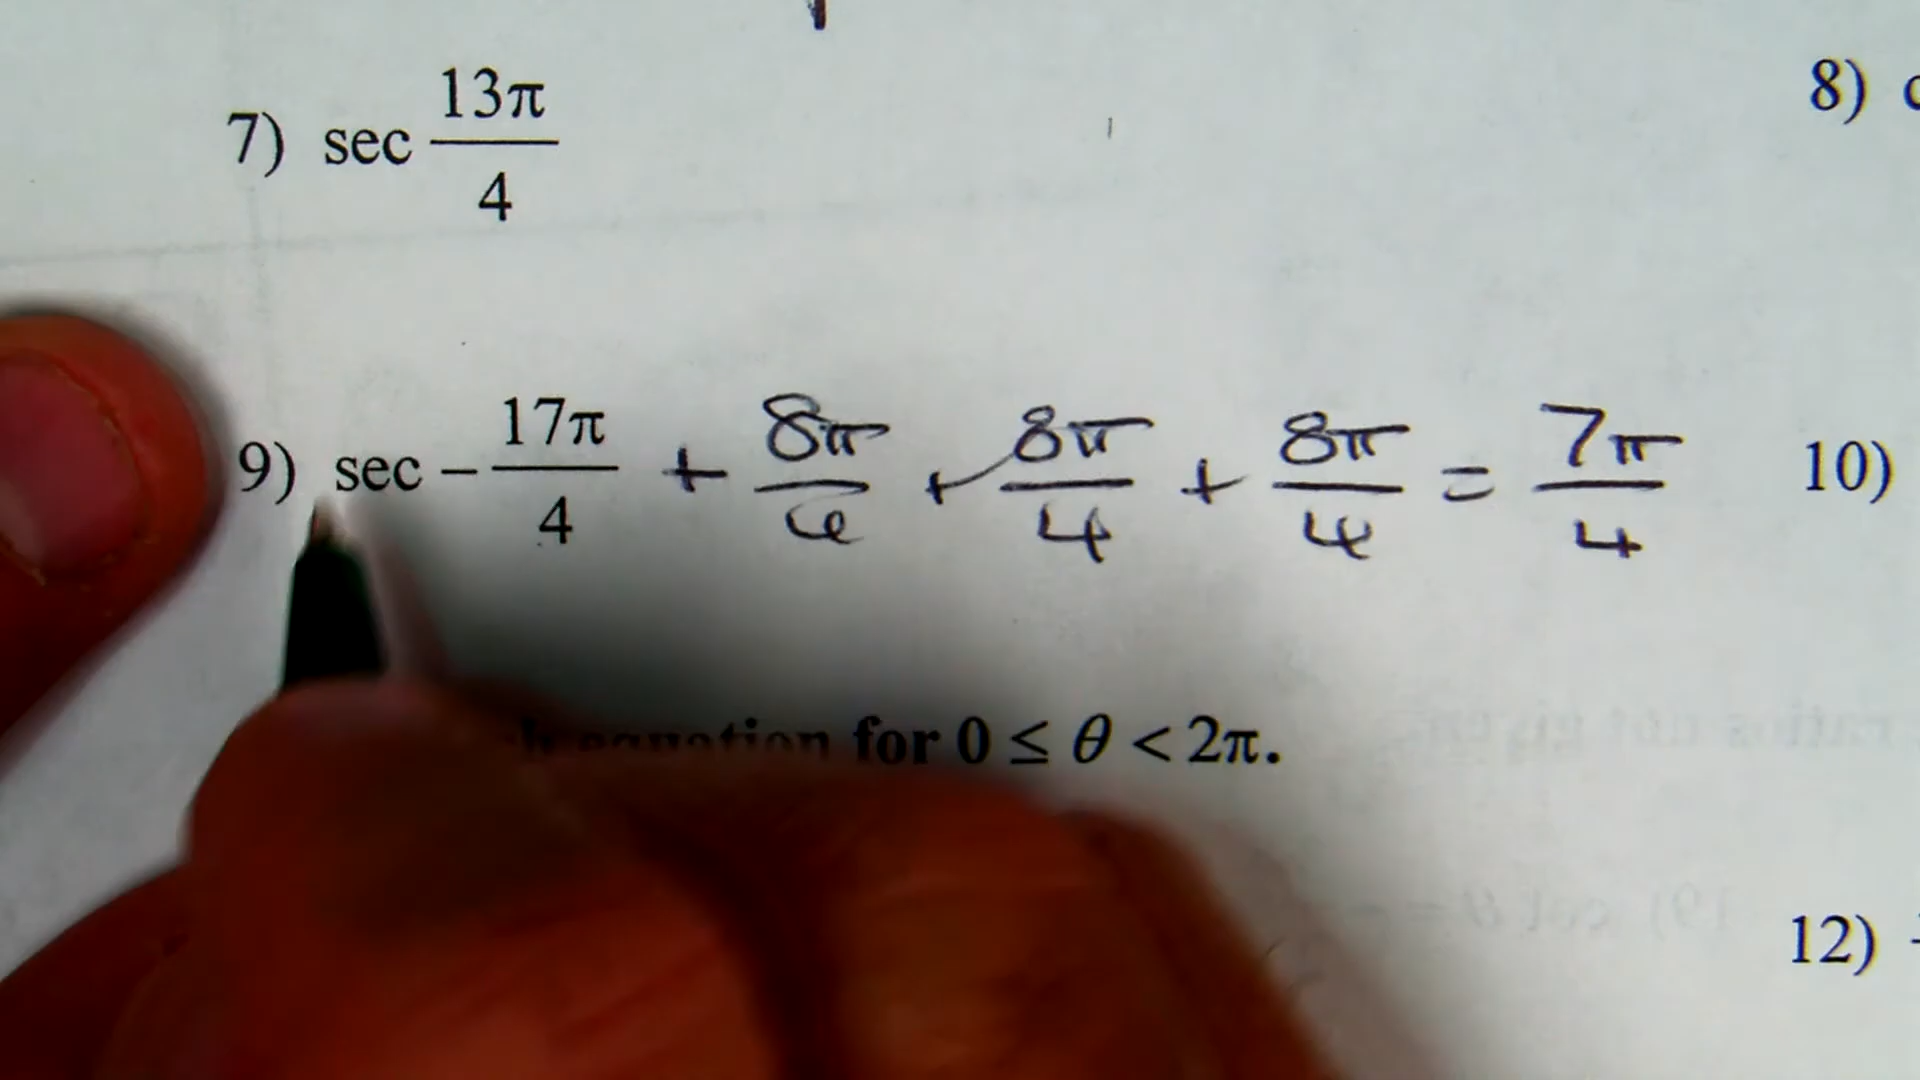 7) sec 13π/4
8)
9) sec − 17π/4 + 8π/4 + 8π/4 + 8π/4 = 7π/4
10)
equation for 0 ≤ θ < 2π.
12)